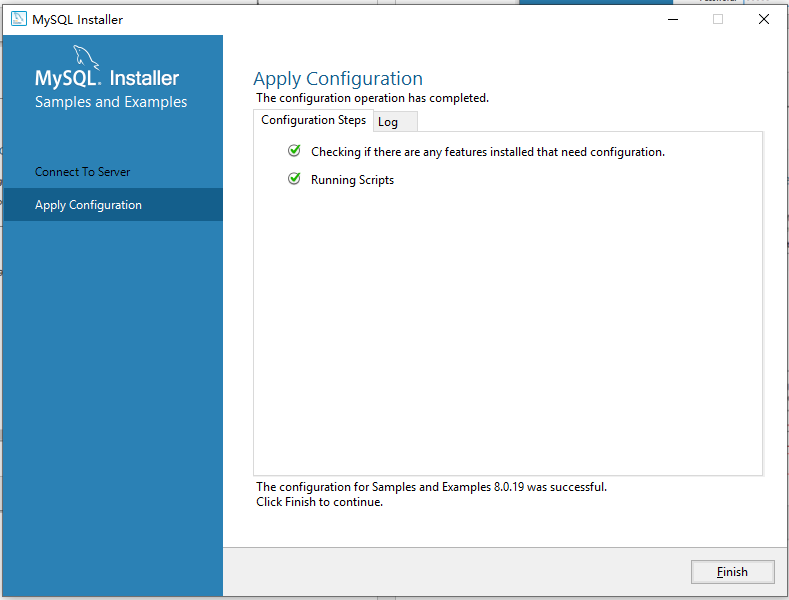 MySQL Installer
MySQL. Installer
Samples and Examples
Connect To Server
Apply Configuration
Apply Configuration
The configuration operation has completed.
Configuration Steps
Log
Checking if there are any features installed that need configuration.
Running Scripts
The configuration for Samples and Examples 8.0.19 was successful.
Click Finish to continue.
Finish